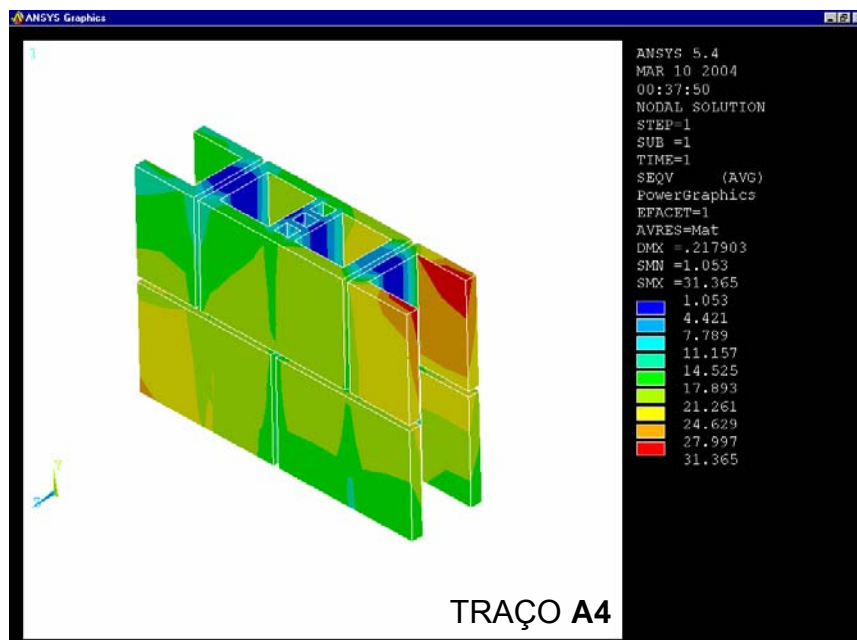 ANSYS Graphics
1
ANSYS 5.4
MAR 10 2004
00:37:50
NODAL SOLUTION
STEP=1
SUB =1
TIME=1
SEQV (AVG)
PowerGraphics
EFACET=1
AVRES=Mat
DMX =.217903
SMN =1.053
SMX =31.365
1.053
4.421
7.789
11.157
14.525
17.893
21.261
24.629
27.997
31.365
Y
Z
TRAÇO A4